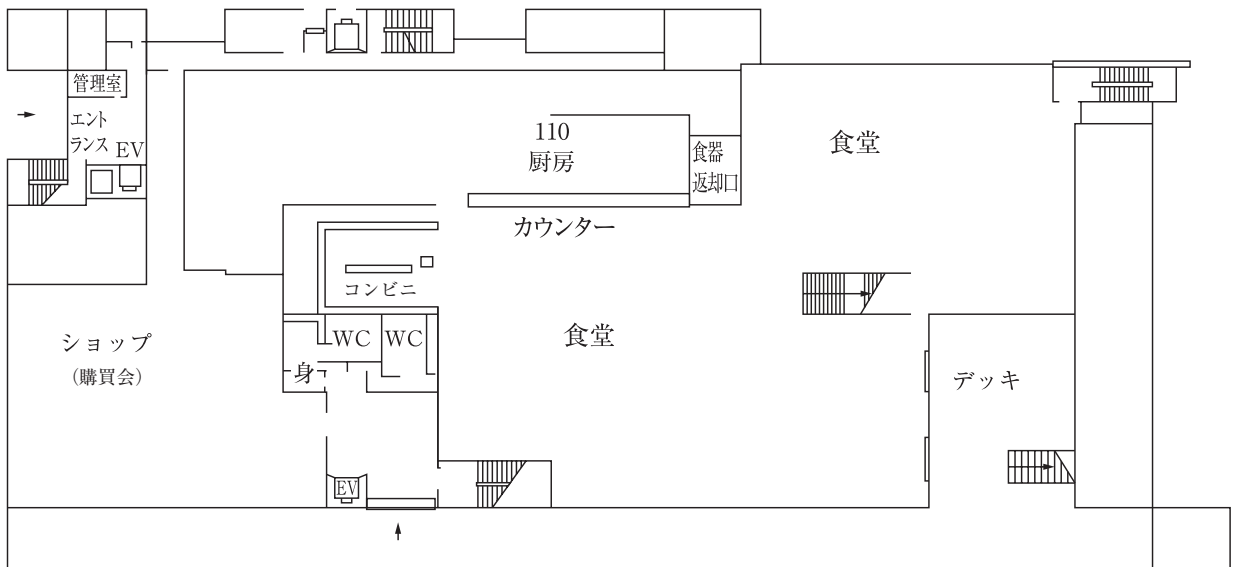 管理室
エント
ランス
EV
110
厨房
食器
返却口
食堂
カウンター
コンビニ
WC
WC
身
食堂
ショップ
（購買会）
デッキ
EV